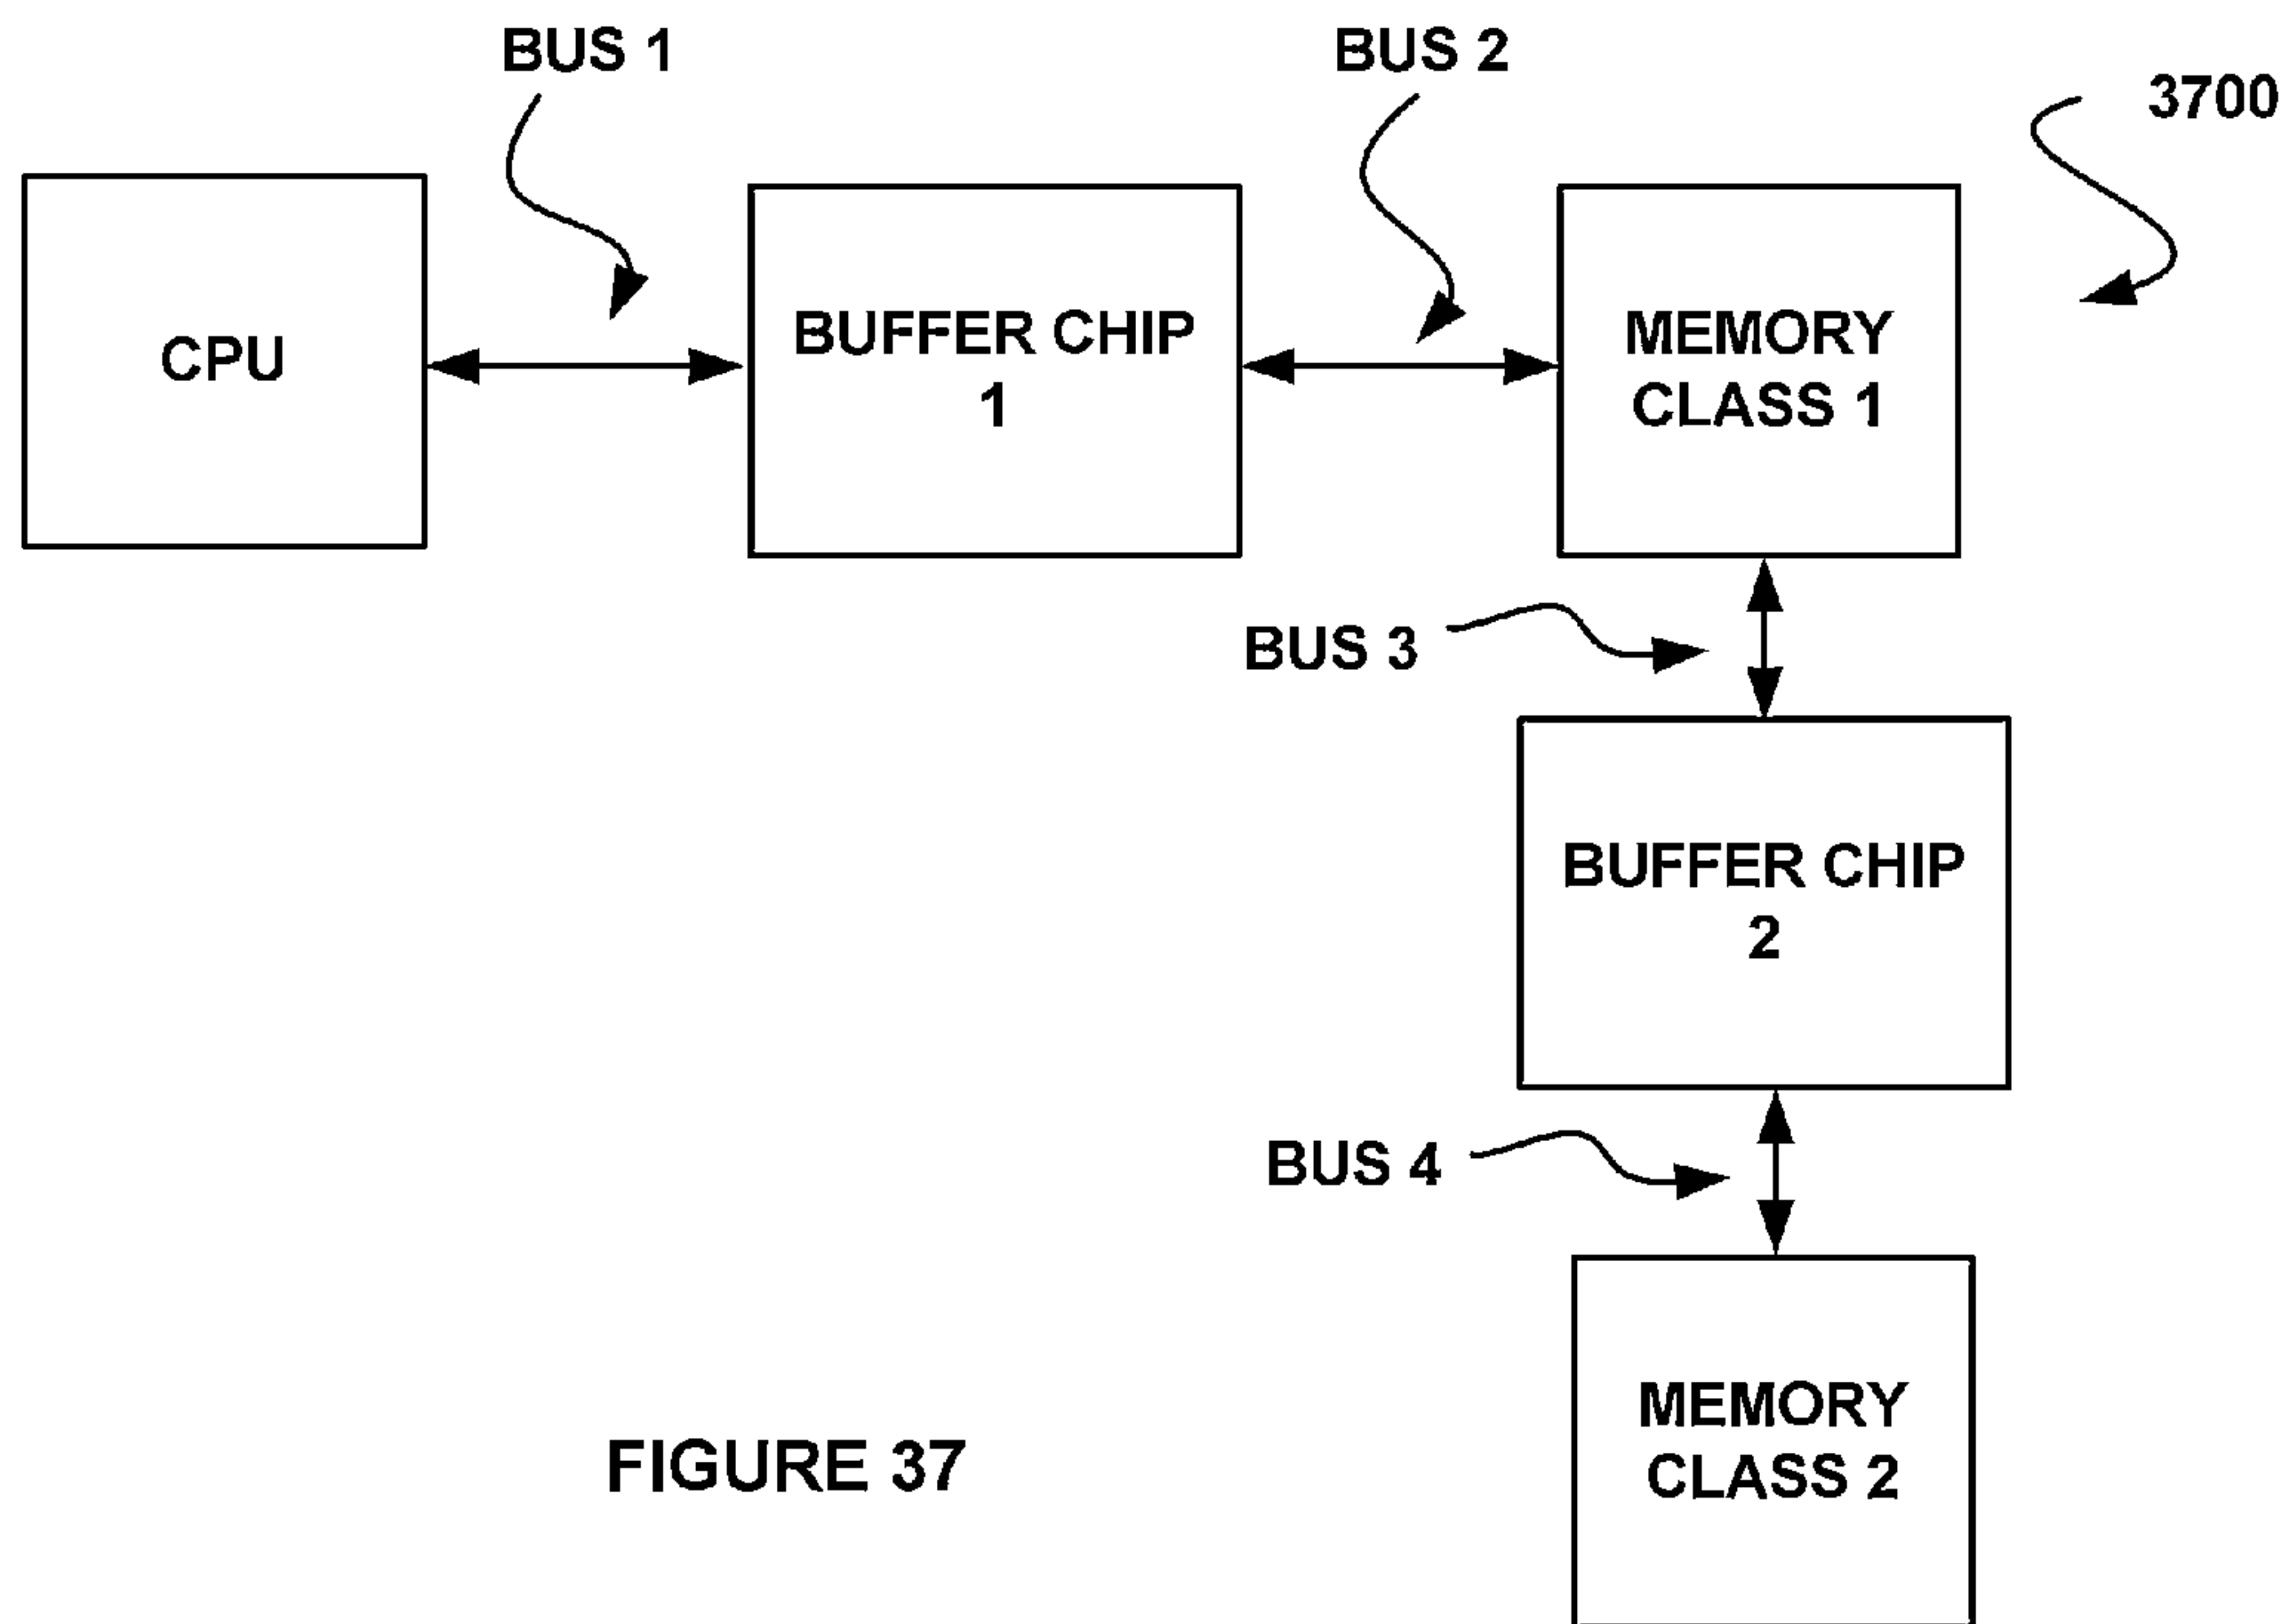 BUS 1
BUS 2
3700
CPU
BUFFER CHIP
1
MEMORY
CLASS 1
BUS 3
BUFFER CHIP
2
BUS 4
MEMORY
CLASS 2
FIGURE 37